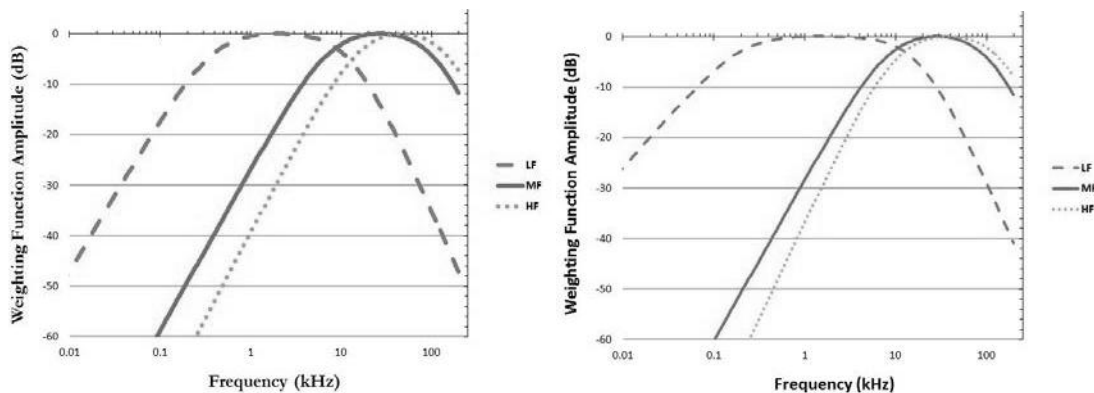 Weighting Function Amplitude (dB)
0
-10
-20
-30
-40
-50
-60
0.01 0.1 1 10 100
Frequency (kHz)
LF
MF
HF
Weighting Function Amplitude (dB)
0
-10
-20
-30
-40
-50
-60
0.01 0.1 1 10 100
Frequency (kHz)
LF
MF
HF